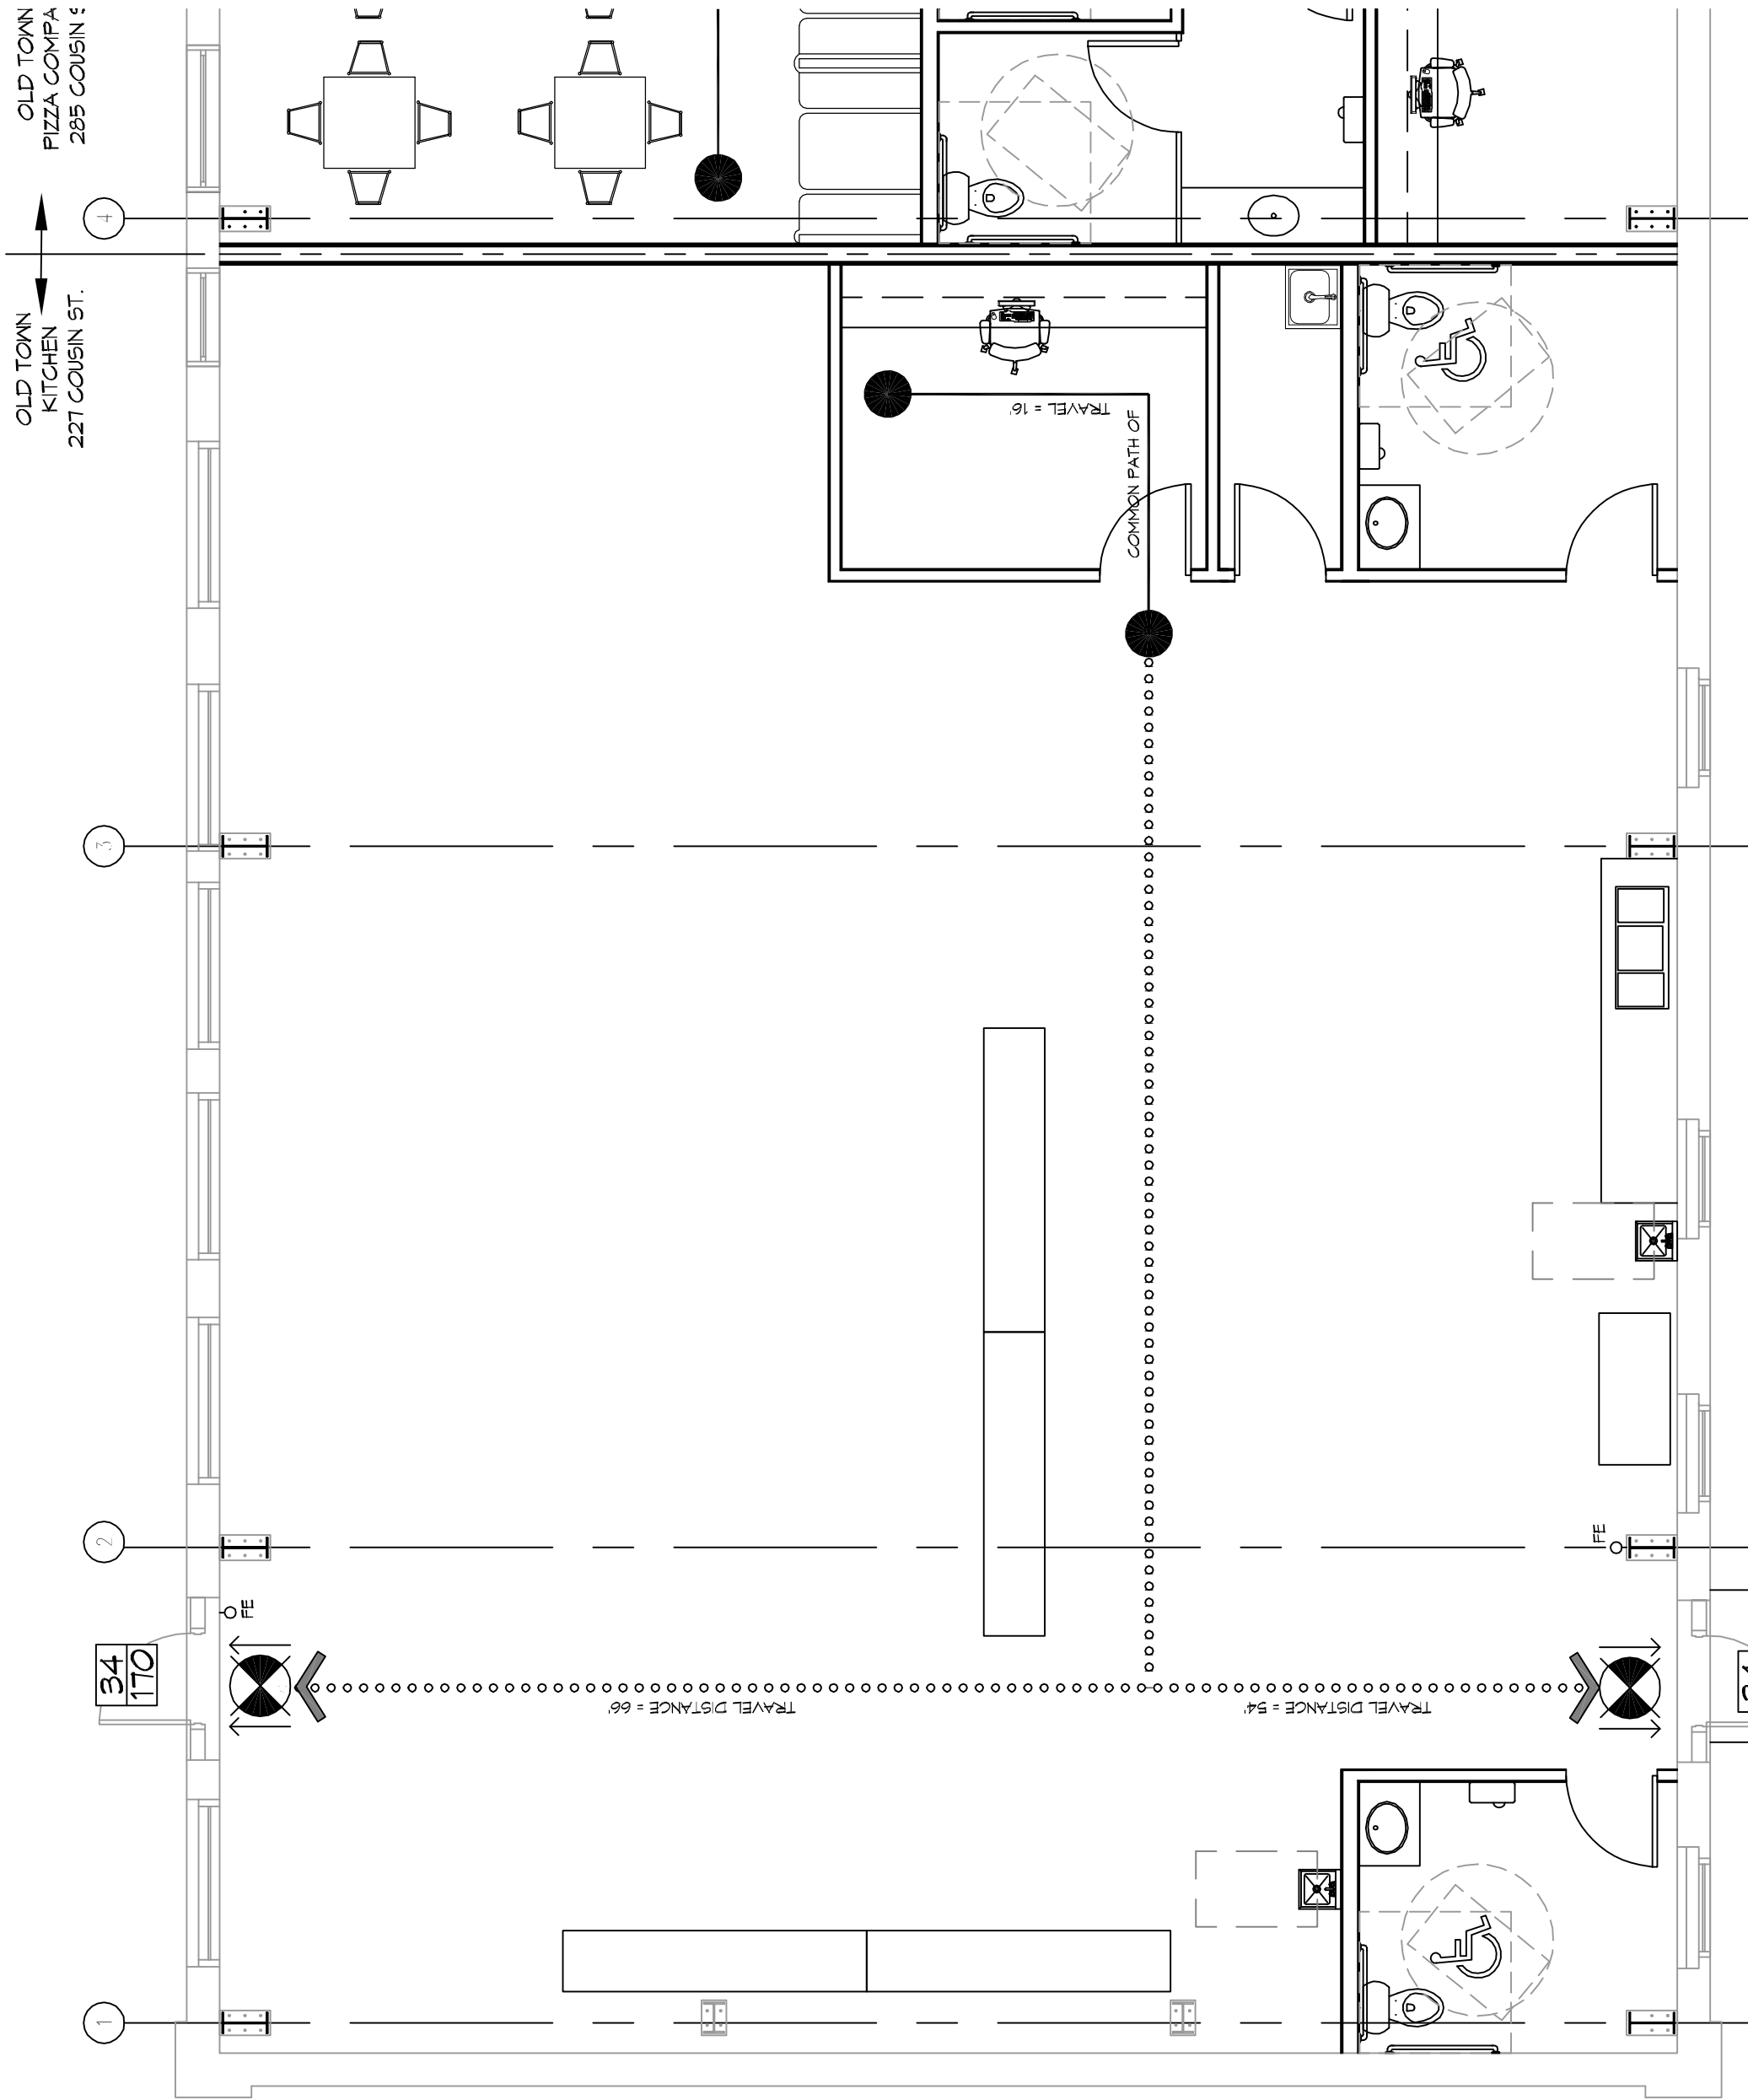 OLD TOWN
PIZZA COMPA
285 COUSIN
4
OLD TOWN
KITCHEN
227 COUSIN ST.
TRAVEL = 16'
COMMON PATH OF
3
2
FE
FE
34
170
TRAVEL DISTANCE = 66'
TRAVEL DISTANCE = 54'
1